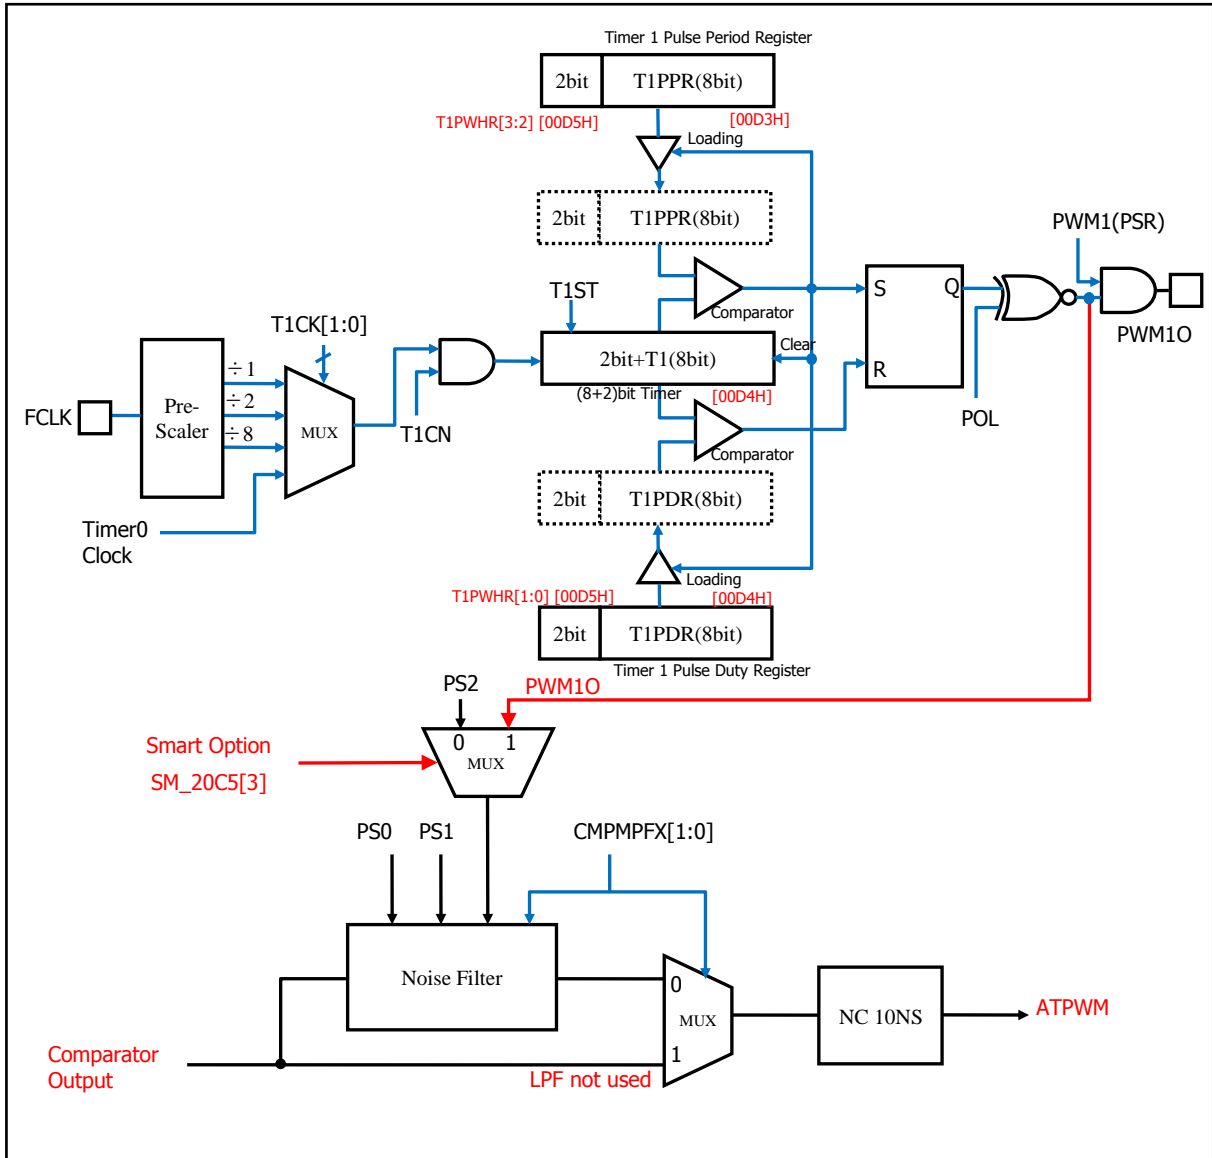 Timer 1 Pulse Period Register
2bit T1PPR(8bit)
T1PWHR[3:2] [00D5H] [00D3H]
Loading
2bit T1PPR(8bit)
PWM1(PSR)
T1ST
Comparator
S Q
T1CK[1:0]
2bit+T1(8bit)
Clear
PWM1O
÷1
÷2
÷8
FCLK
Pre-
Scaler
MUX
T1CN
(8+2)bit Timer [00D4H]
R
POL
Comparator
2bit T1PDR(8bit)
Timer0
Clock
Loading
T1PWHR[1:0] [00D5H] [00D4H]
2bit T1PDR(8bit)
Timer 1 Pulse Duty Register
PS2
PWM1O
0 1
MUX
Smart Option
SM_20C5[3]
PS0 PS1 CMPMPFX[1:0]
Noise Filter
0
MUX
1
NC 10NS
ATPWM
Comparator
Output
LPF not used